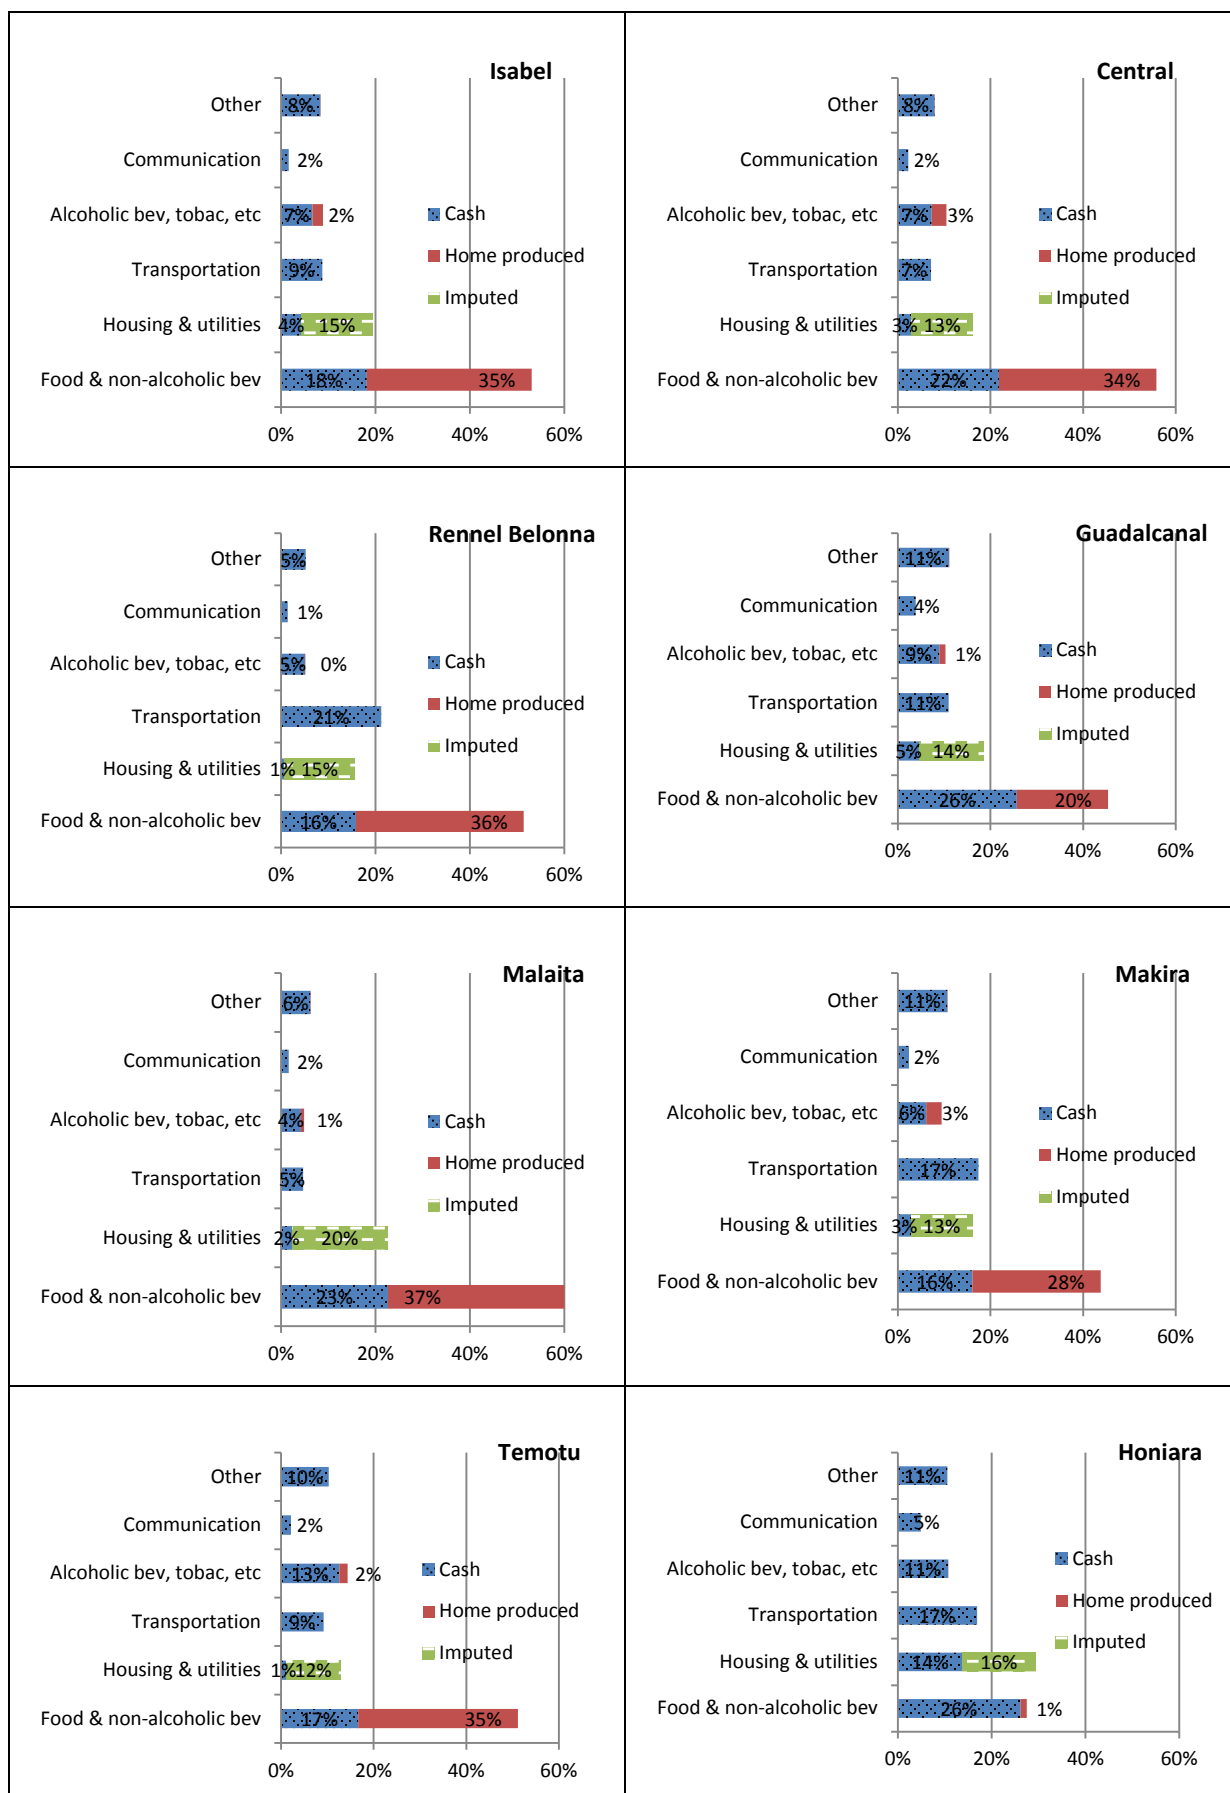 Isabel
Other 8%
Communication 2%
Alcoholic bev, tobac, etc 7% 2%
Transportation 9%
Housing & utilities 4% 15%
Food & non-alcoholic bev 18% 35%
0% 20% 40% 60%
Cash
Home produced
Imputed
Central
Other 8%
Communication 2%
Alcoholic bev, tobac, etc 7% 3%
Transportation 7%
Housing & utilities 3% 13%
Food & non-alcoholic bev 22% 34%
0% 20% 40% 60%
Cash
Home produced
Imputed
Rennel Belonna
Other 5%
Communication 1%
Alcoholic bev, tobac, etc 5% 0%
Transportation 21%
Housing & utilities 1% 15%
Food & non-alcoholic bev 16% 36%
0% 20% 40% 60%
Cash
Home produced
Imputed
Guadalcanal
Other 11%
Communication 4%
Alcoholic bev, tobac, etc 9% 1%
Transportation 11%
Housing & utilities 5% 14%
Food & non-alcoholic bev 26% 20%
0% 20% 40% 60%
Cash
Home produced
Imputed
Malaita
Other 6%
Communication 2%
Alcoholic bev, tobac, etc 4% 1%
Transportation 5%
Housing & utilities 2% 20%
Food & non-alcoholic bev 23% 37%
0% 20% 40% 60%
Cash
Home produced
Imputed
Makira
Other 11%
Communication 2%
Alcoholic bev, tobac, etc 6% 3%
Transportation 17%
Housing & utilities 3% 13%
Food & non-alcoholic bev 16% 28%
0% 20% 40% 60%
Cash
Home produced
Imputed
Temotu
Other 10%
Communication 2%
Alcoholic bev, tobac, etc 13% 2%
Transportation 9%
Housing & utilities 1% 12%
Food & non-alcoholic bev 17% 35%
0% 20% 40% 60%
Cash
Home produced
Imputed
Honiara
Other 11%
Communication 5%
Alcoholic bev, tobac, etc 11%
Transportation 17%
Housing & utilities 14% 16%
Food & non-alcoholic bev 26% 1%
0% 20% 40% 60%
Cash
Home produced
Imputed